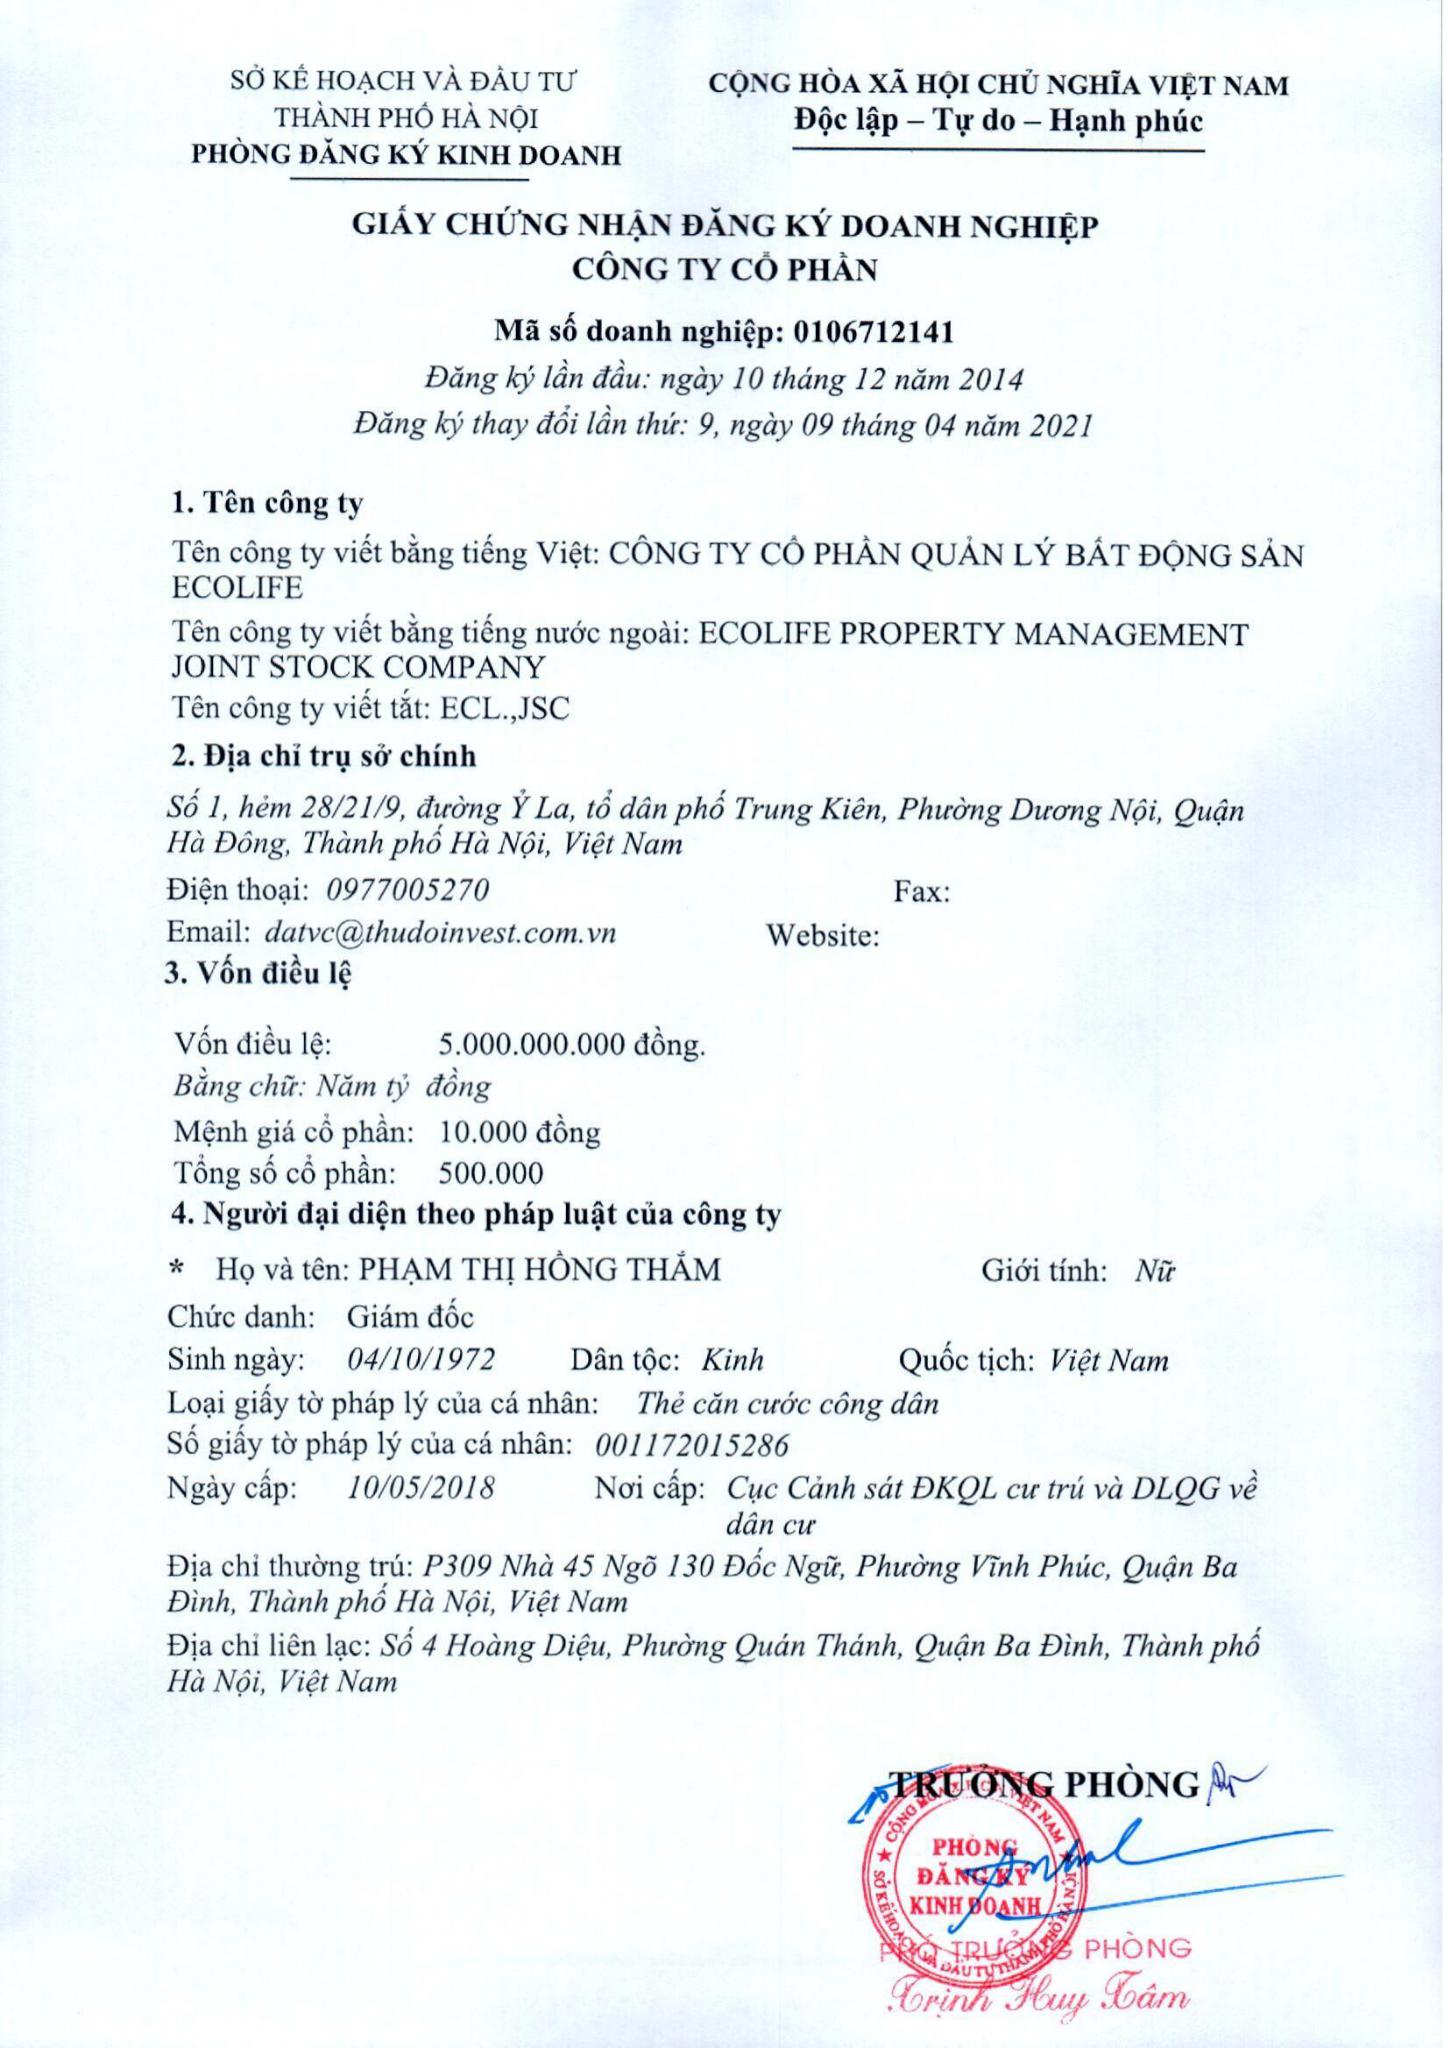 SỞ KẾ HOẠCH VÀ ĐẦU TƯ
THÀNH PHỐ HÀ NỘI
PHÒNG ĐĂNG KÝ KINH DOANH
CỘNG HÒA XÃ HỘI CHỦ NGHĨA VIỆT NAM
Độc lập – Tự do – Hạnh phúc
GIẤY CHỨNG NHẬN ĐĂNG KÝ DOANH NGHIỆP
CÔNG TY CỔ PHẦN
Mã số doanh nghiệp: 0106712141
Đăng ký lần đầu: ngày 10 tháng 12 năm 2014
Đăng ký thay đổi lần thứ: 9, ngày 09 tháng 04 năm 2021
1. Tên công ty
Tên công ty viết bằng tiếng Việt: CÔNG TY CỔ PHẦN QUẢN LÝ BẤT ĐỘNG SẢN
ECOLIFE
Tên công ty viết bằng tiếng nước ngoài: ECOLIFE PROPERTY MANAGEMENT
JOINT STOCK COMPANY
Tên công ty viết tắt: ECL.,JSC
2. Địa chỉ trụ sở chính
Số 1, hẻm 28/21/9, đường Ỷ La, tổ dân phố Trung Kiên, Phường Dương Nội, Quận
Hà Đông, Thành phố Hà Nội, Việt Nam
Điện thoại: 0977005270 Fax:
Email: datvc@thudoinvest.com.vn Website:
3. Vốn điều lệ
Vốn điều lệ: 5.000.000.000 đồng.
Bằng chữ: Năm tỷ đồng
Mệnh giá cổ phần: 10.000 đồng
Tổng số cổ phần: 500.000
4. Người đại diện theo pháp luật của công ty
* Họ và tên: PHẠM THỊ HỒNG THẮM Giới tính: Nữ
Chức danh: Giám đốc
Sinh ngày: 04/10/1972 Dân tộc: Kinh Quốc tịch: Việt Nam
Loại giấy tờ pháp lý của cá nhân: Thẻ căn cước công dân
Số giấy tờ pháp lý của cá nhân: 001172015286
Ngày cấp: 10/05/2018 Nơi cấp: Cục Cảnh sát ĐKQL cư trú và DLQG về
dân cư
Địa chỉ thường trú: P309 Nhà 45 Ngõ 130 Đốc Ngữ, Phường Vĩnh Phúc, Quận Ba
Đình, Thành phố Hà Nội, Việt Nam
Địa chỉ liên lạc: Số 4 Hoàng Diệu, Phường Quán Thánh, Quận Ba Đình, Thành phố
Hà Nội, Việt Nam
TRƯỞNG PHÒNG
PHÒNG
ĐĂNG KÝ
KINH DOANH
PHÓ TRƯỞNG PHÒNG
Trịnh Huy Tâm